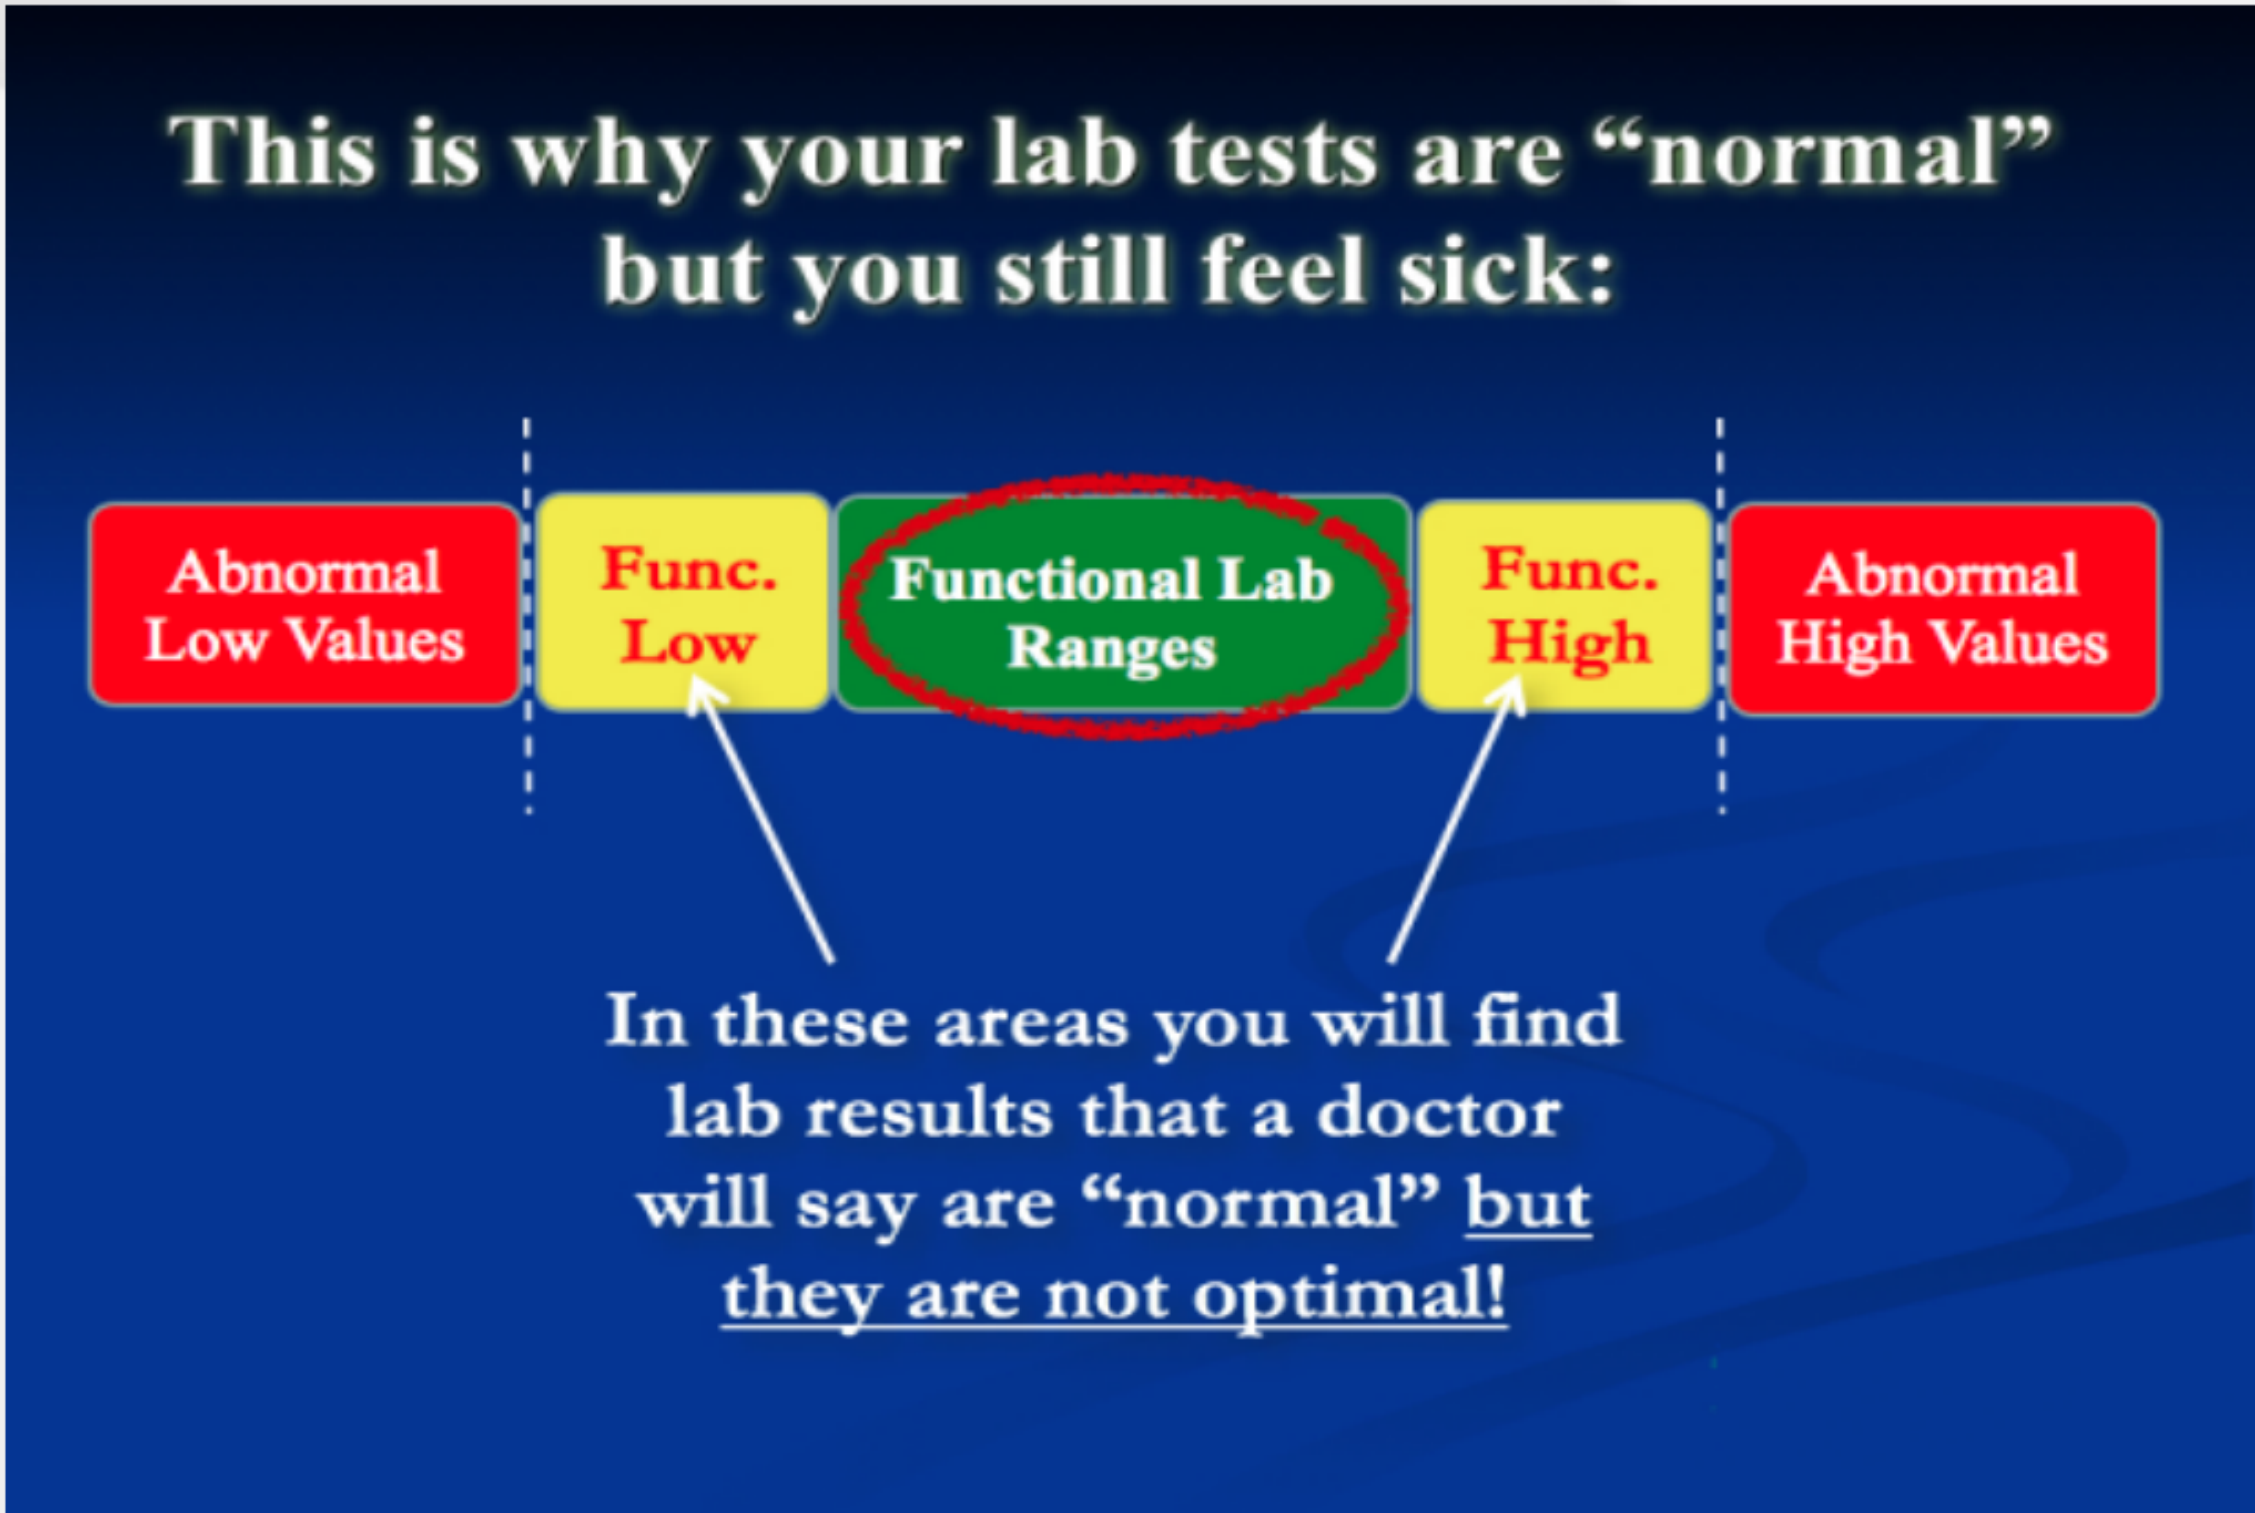 This is why your lab tests are “normal”
but you still feel sick:
Abnormal
Low Values
Func.
Low
Functional Lab
Ranges
Func.
High
Abnormal
High Values
In these areas you will find
lab results that a doctor
will say are “normal” but
they are not optimal!